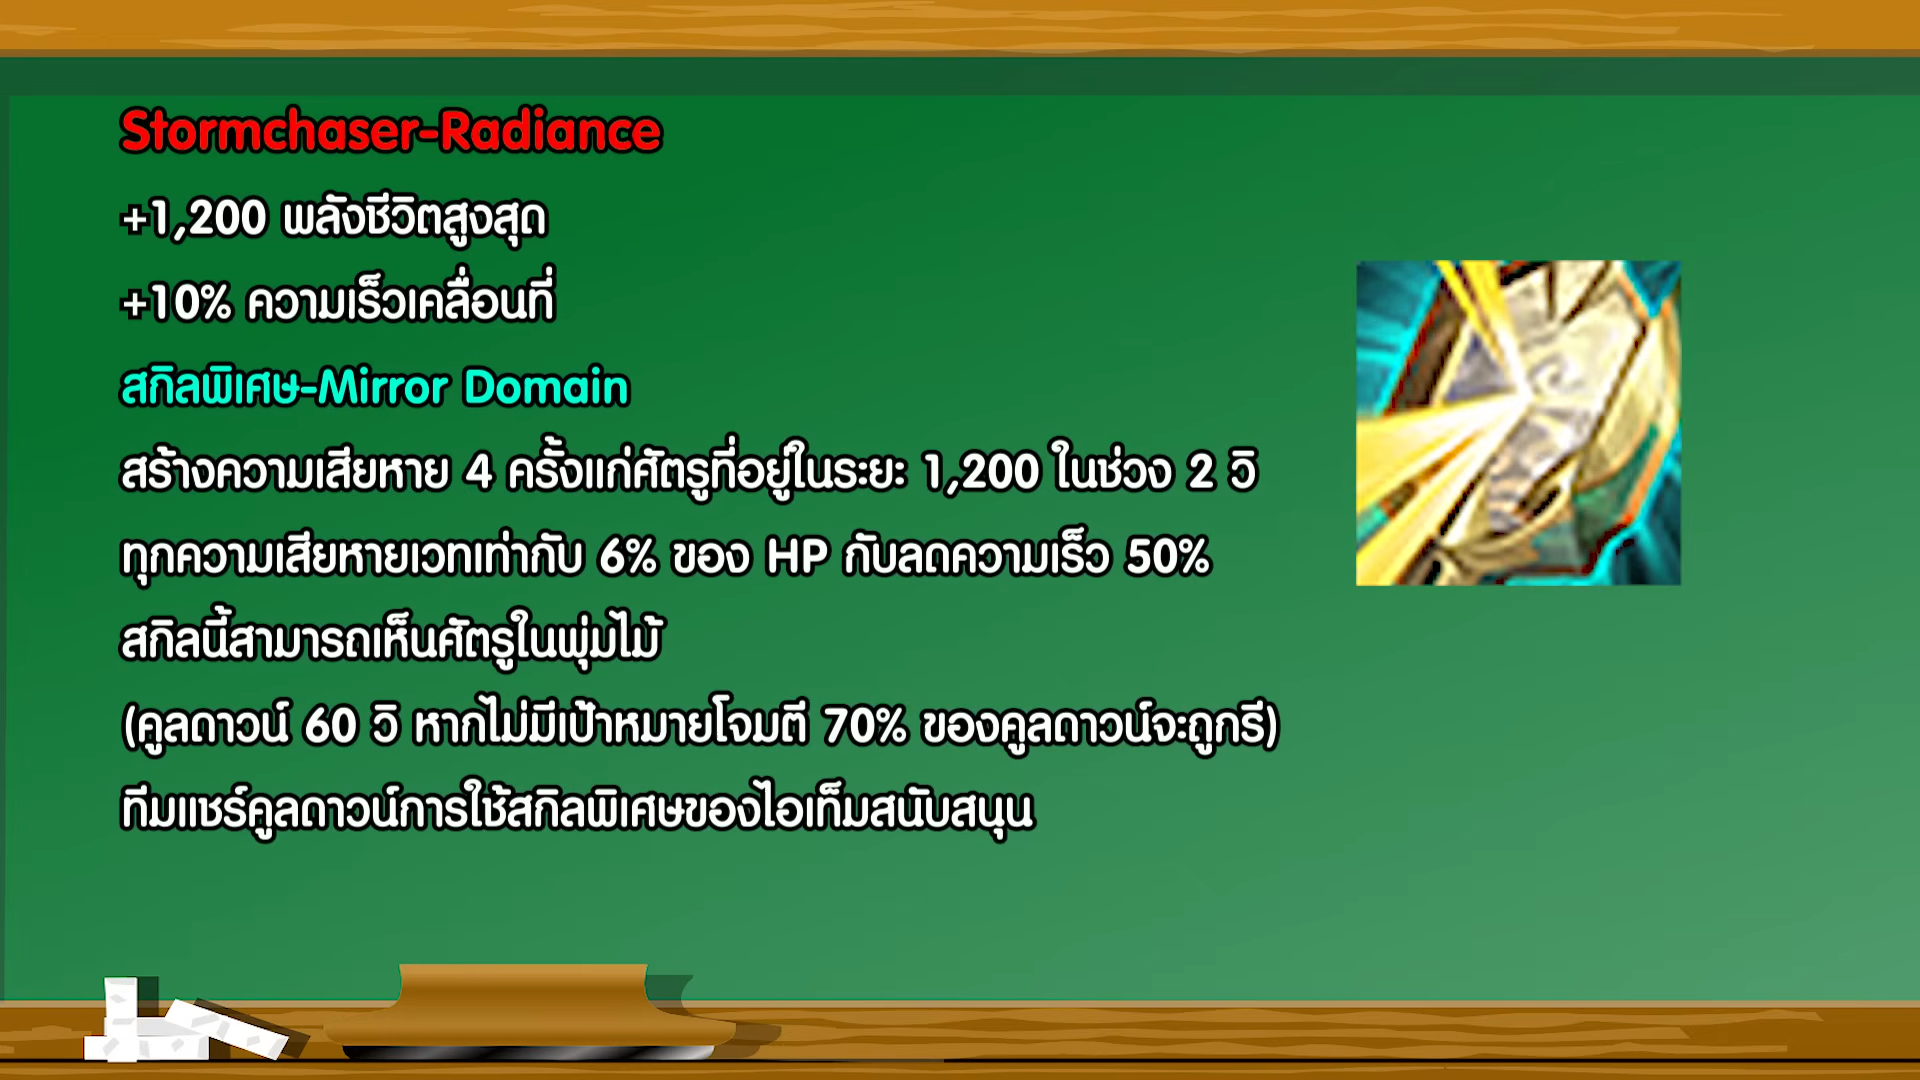 Stormchaser-Radiance
+1,200 พลังชีวิตสูงสุด
+10% ความเร็วเคลื่อนที่
สกิลพิเศษ-Mirror Domain
สร้างความเสียหาย 4 ครั้งแก่ศัตรูที่อยู่ในระยะ 1,200 ในช่วง 2 วิ
ทุกความเสียหายเวทเท่ากับ 6% ของ HP กับลดความเร็ว 50%
สกิลนี้สามารถเห็นศัตรูในพุ่มไม้
(คูลดาวน์ 60 วิ หากไม่มีเป้าหมายโจมตี 70% ของคูลดาวน์จะถูกรี)
ทีมแชร์คูลดาวน์การใช้สกิลพิเศษของไอเท็มสนับสนุน